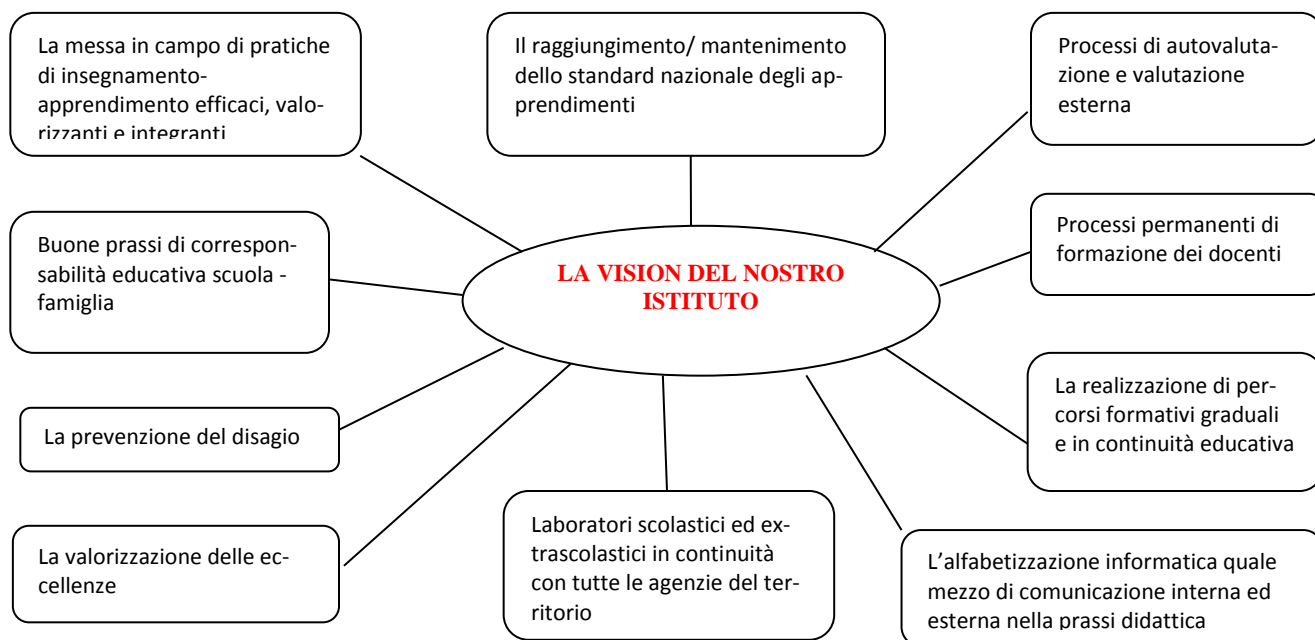 La messa in campo di pratiche
di insegnamento-
apprendimento efficaci, valo-
rizzanti e integranti
Il raggiungimento/ mantenimento
dello standard nazionale degli ap-
prendimenti
Processi di autovaluta-
zione e valutazione
esterna
Buone prassi di correspon-
sabilità educativa scuola -
famiglia
LA VISION DEL NOSTRO
ISTITUTO
Processi permanenti di
formazione dei docenti
La prevenzione del disagio
La realizzazione di per-
corsi formativi graduali
e in continuità educativa
La valorizzazione delle ec-
cellenze
Laboratori scolastici ed ex-
trascolastici in continuità
con tutte le agenzie del ter-
ritorio
L’alfabetizzazione informatica quale
mezzo di comunicazione interna ed
esterna nella prassi didattica